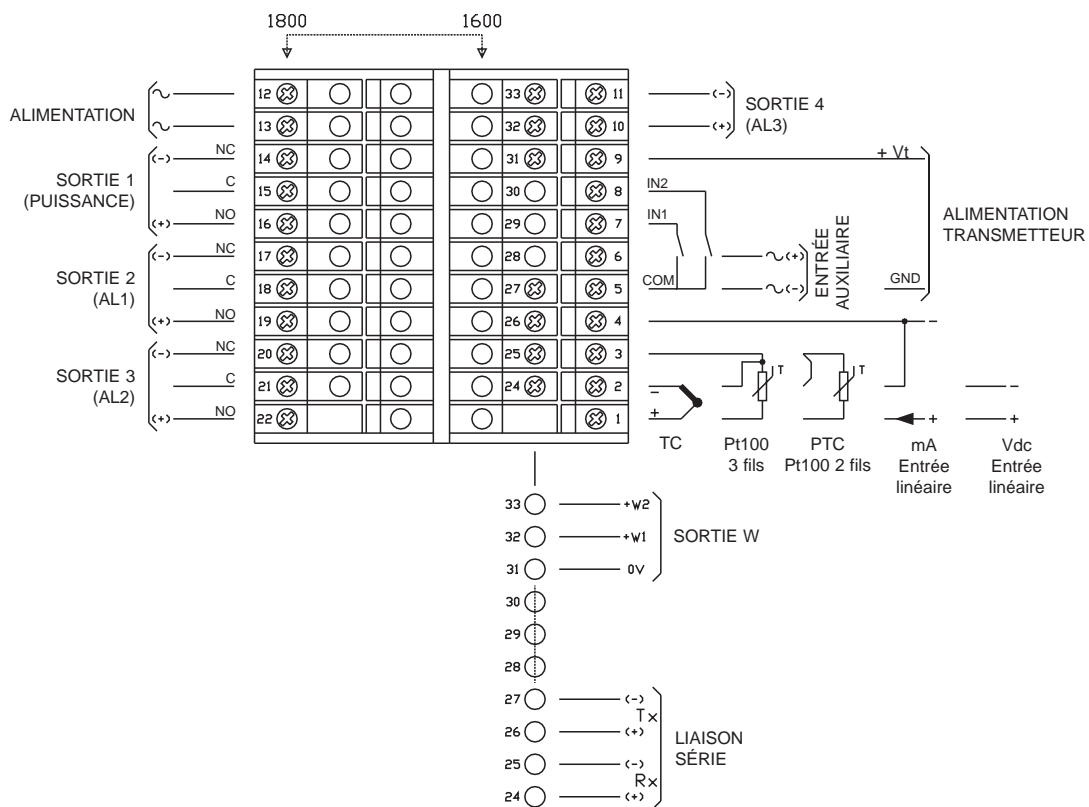 1800 1600
ALIMENTATION
SORTIE 1
(PUISSANCE)
SORTIE 2
(AL1)
SORTIE 3
(AL2)
(-) NC
C
(+) NO
(-) NC
C
(+) NO
(-) NC
C
(+) NO
12 33 11
13 32 10
14 31 9
15 30 8
16 29 7
17 28 6
18 27 5
19 26 4
20 25 3
21 24 2
22 1
(-)
(+)
SORTIE 4
(AL3)
+ Vt
IN2
IN1
COM
(+)
(-)
ENTRÉE
AUXILIAIRE
GND
ALIMENTATION
TRANSMETTEUR
-
T T
- -
+ + +
TC
Pt100
3 fils
PTC
Pt100 2 fils
mA
Entrée
linéaire
Vdc
Entrée
linéaire
33 +W2
32 +W1
31 0V
SORTIE W
30
29
28
27 (-)
Tx
26 (+)
25 (-)
Rx
24 (+)
LIAISON
SÉRIE